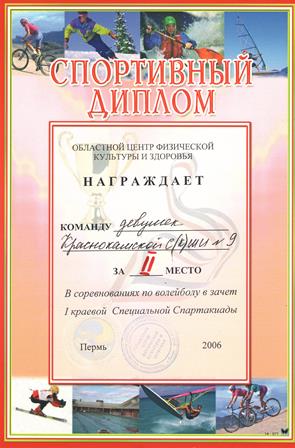 СПОРТИВНЫЙ
ДИПЛОМ
ОБЛАСТНОЙ ЦЕНТР ФИЗИЧЕСКОЙ
КУЛЬТУРЫ И ЗДОРОВЬЯ
НАГРАЖДАЕТ
КОМАНДУ девушек
Краснокамской с(к)ши № 9
ЗА II МЕСТО
В соревнованиях по волейболу в зачет
I краевой Специальной Спартакиады
Пермь 2006